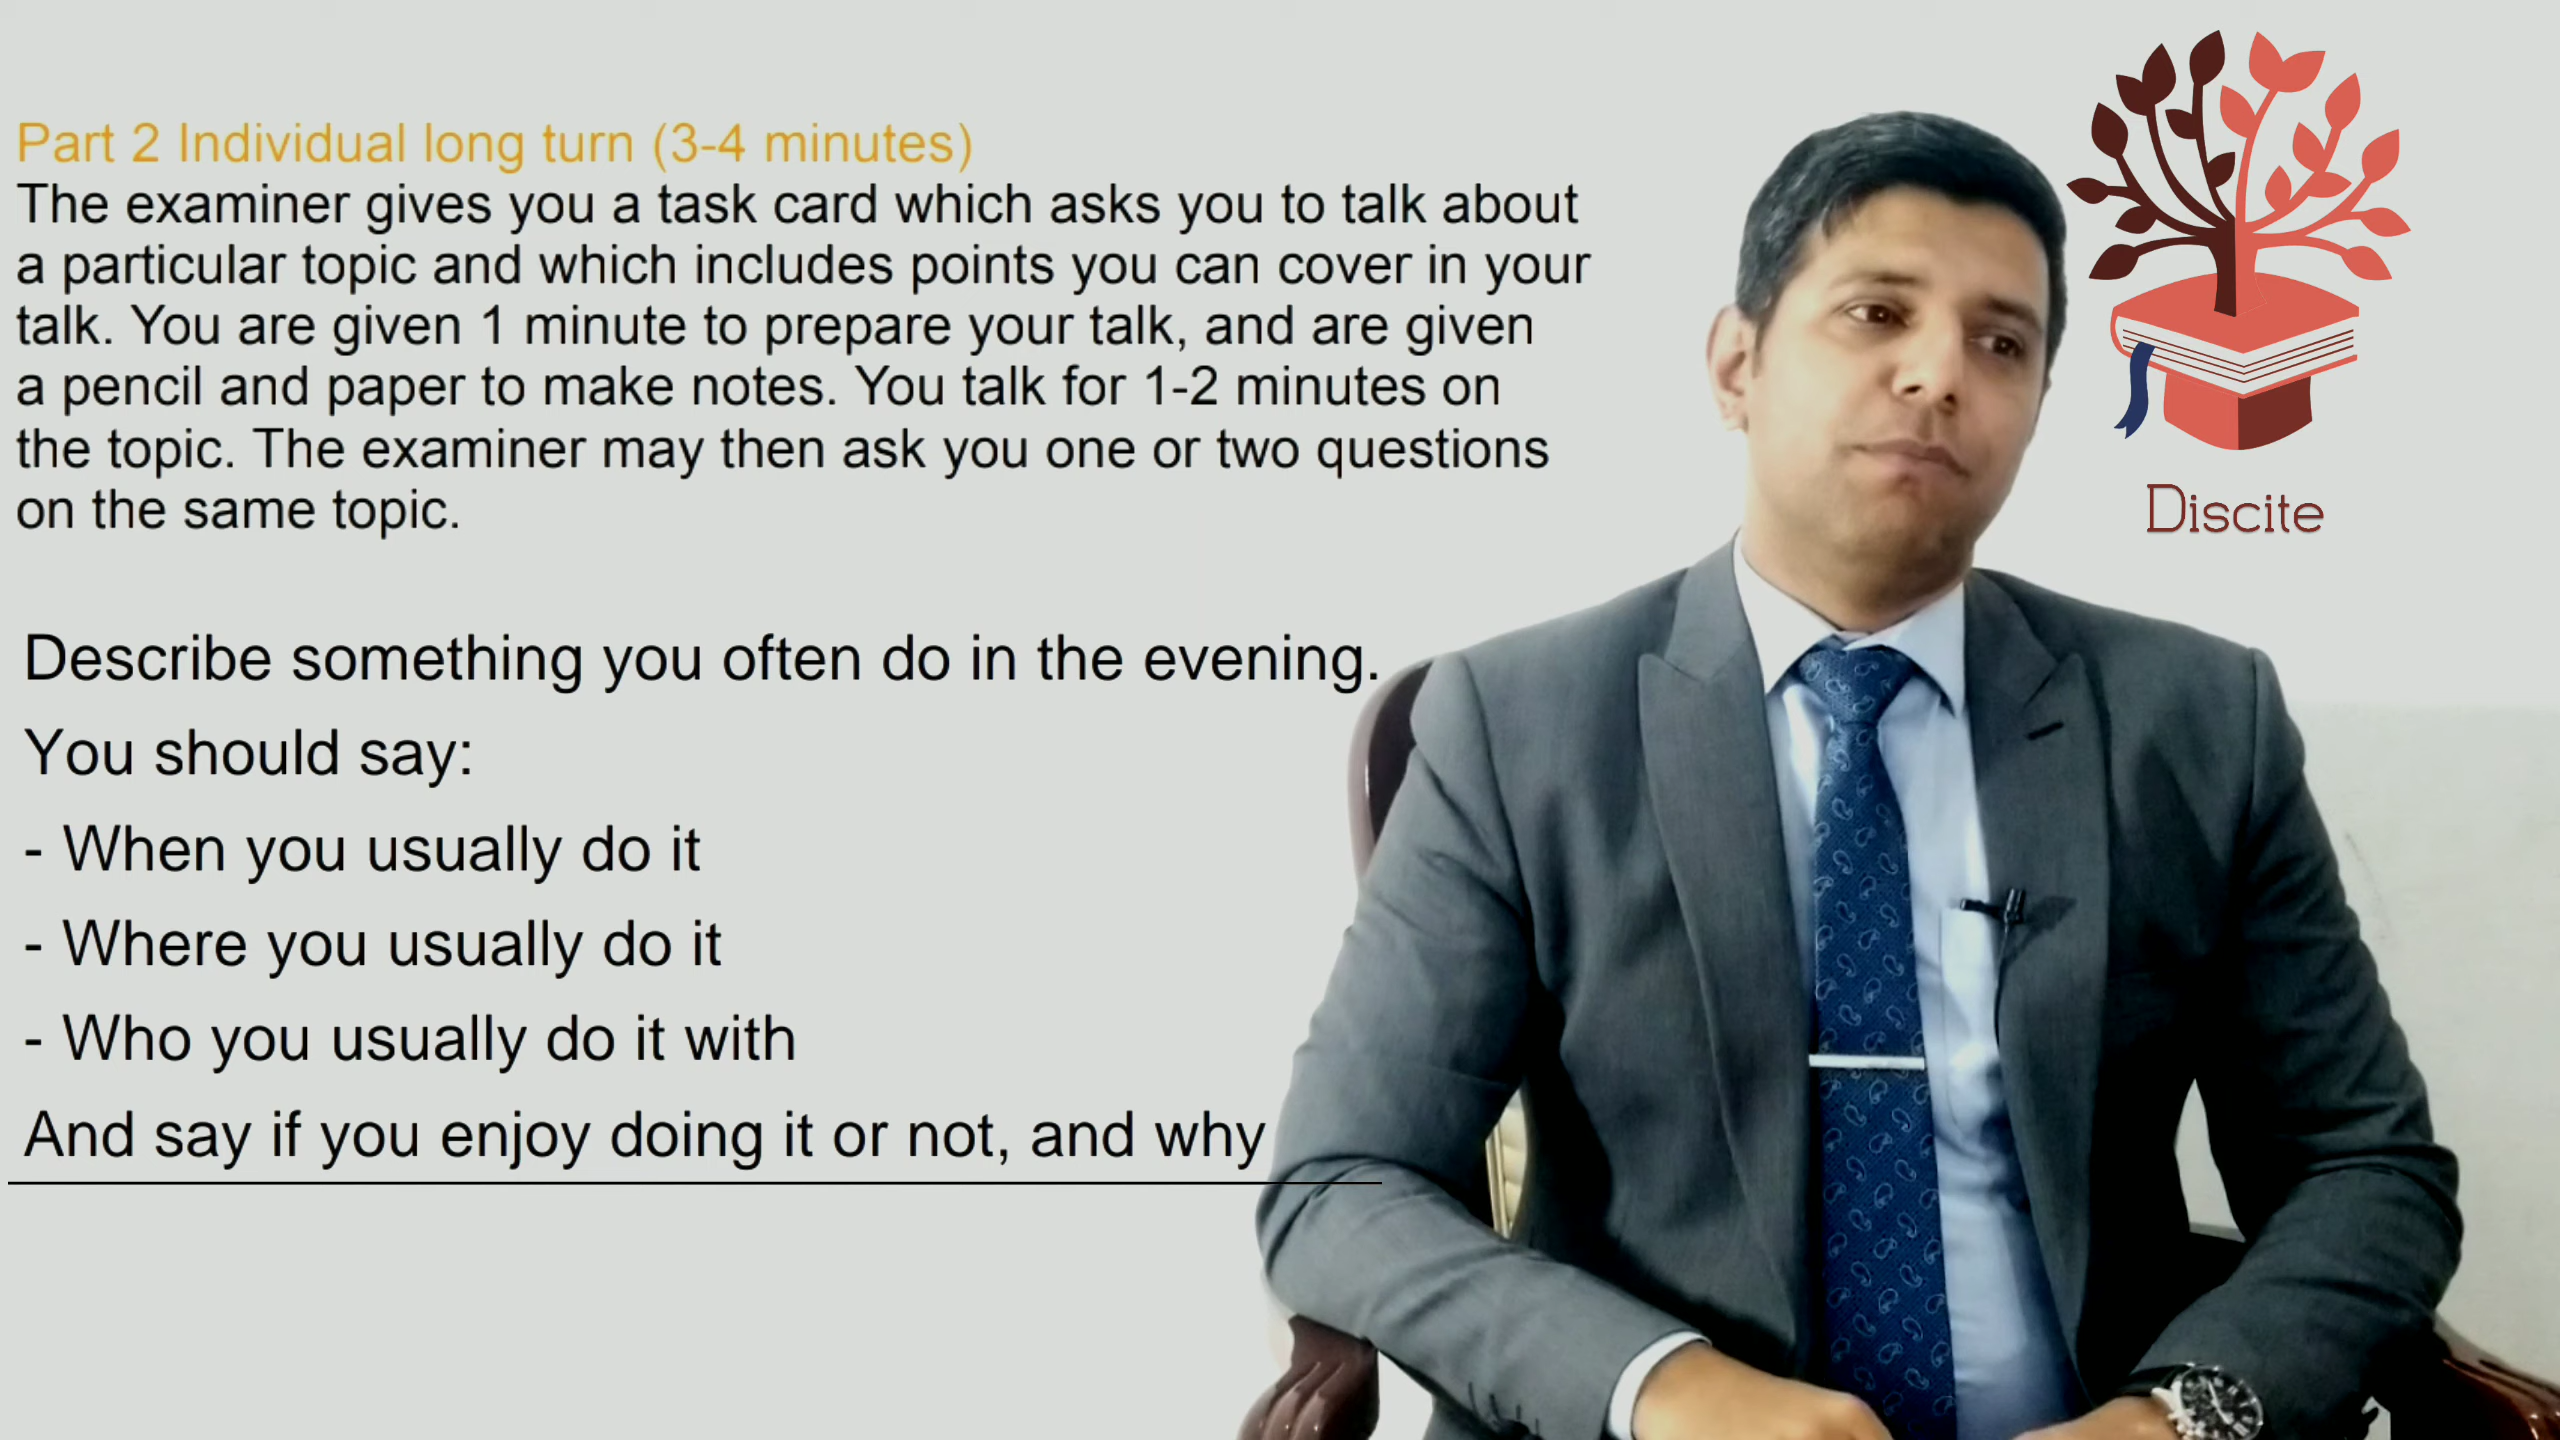 Part 2 Individual long turn (3-4 minutes)
The examiner gives you a task card which asks you to talk about
a particular topic and which includes points you can cover in your
talk. You are given 1 minute to prepare your talk, and are given
a pencil and paper to make notes. You talk for 1-2 minutes on
the topic. The examiner may then ask you one or two questions
on the same topic.
Describe something you often do in the evening.
You should say:
- When you usually do it
- Where you usually do it
- Who you usually do it with
And say if you enjoy doing it or not, and why
Discite